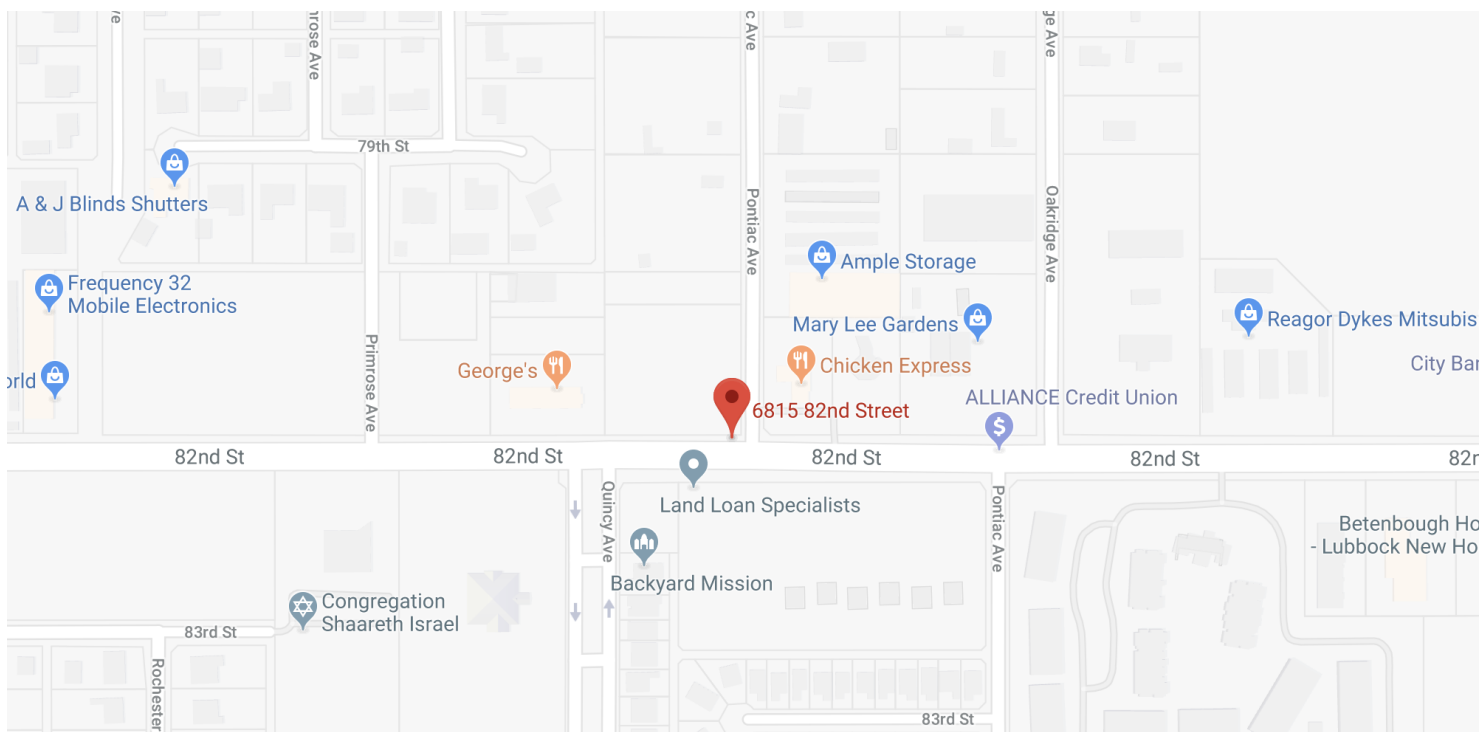 79th St
A & J Blinds Shutters
Frequency 32
Mobile Electronics
Primrose Ave
George's
Pontiac Ave
Ample Storage
Mary Lee Gardens
Chicken Express
6815 82nd Street
ALLIANCE Credit Union
Oakridge Ave
Reagor Dykes Mitsubis
City Bar
82nd St
82nd St
82nd St
82nd St
Quincy Ave
Land Loan Specialists
Backyard Mission
Pontiac Ave
Congregation
Shaareth Israel
83rd St
Rochester
83rd St
Betenbough Ho
- Lubbock New Ho